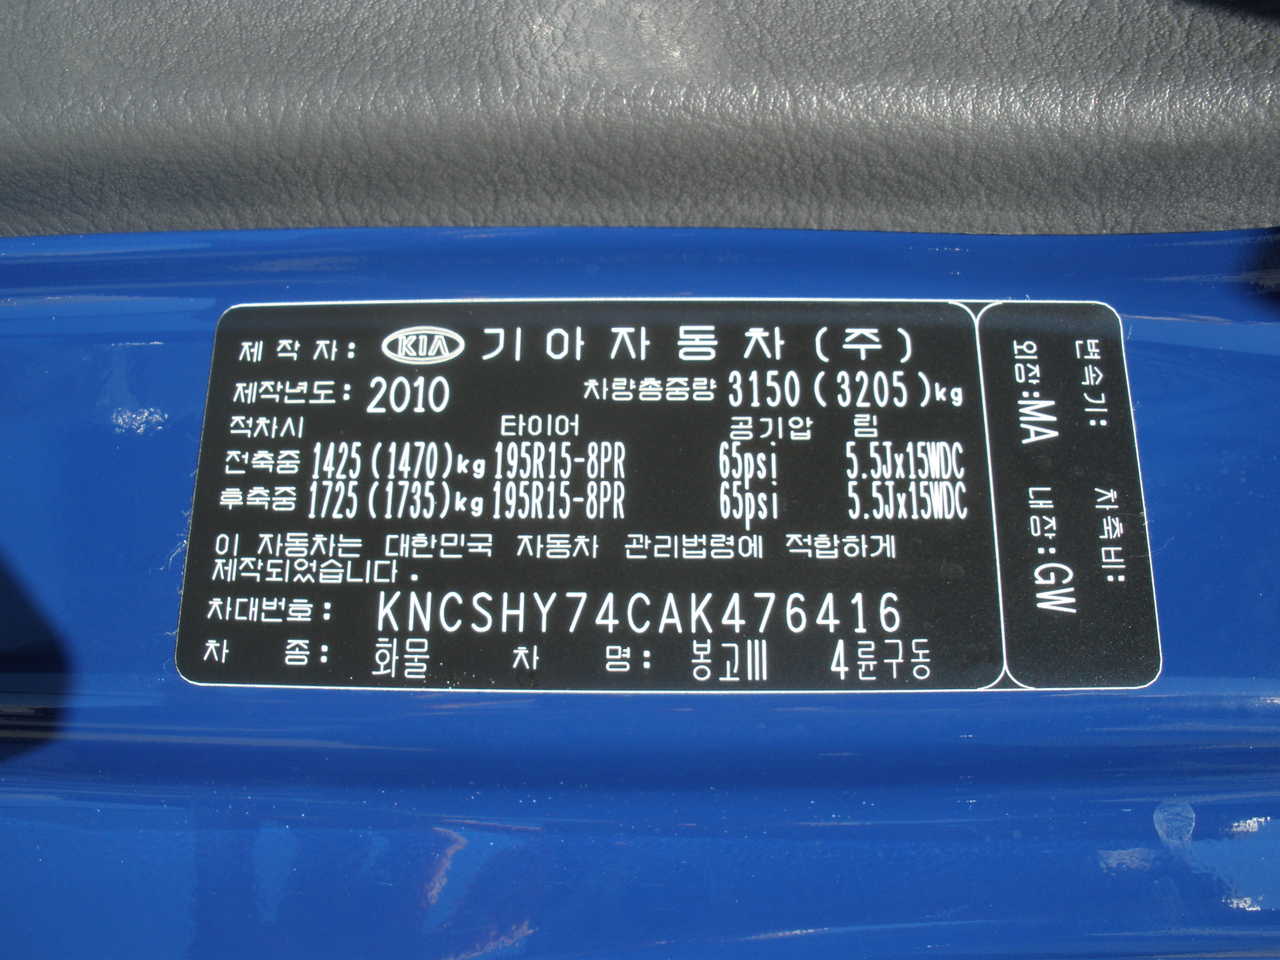 제 작 자: KIA 기아자동차(주)
제작년도: 2010 차량총중량 3150(3205)kg
적차시 타이어 공기압 림
전축중 1425(1470)kg 195R15-8PR 65psi 5.5Jx15WDC
후축중 1725(1735)kg 195R15-8PR 65psi 5.5Jx15WDC
이 자동차는 대한민국 자동차 관리법령에 적합하게
제작되었습니다.
차대번호: KNCSHY74CAK476416
차 종: 화물 차 명: 봉고III 4륜구동
변속기: 차축비:
외장:MA 내장:GW